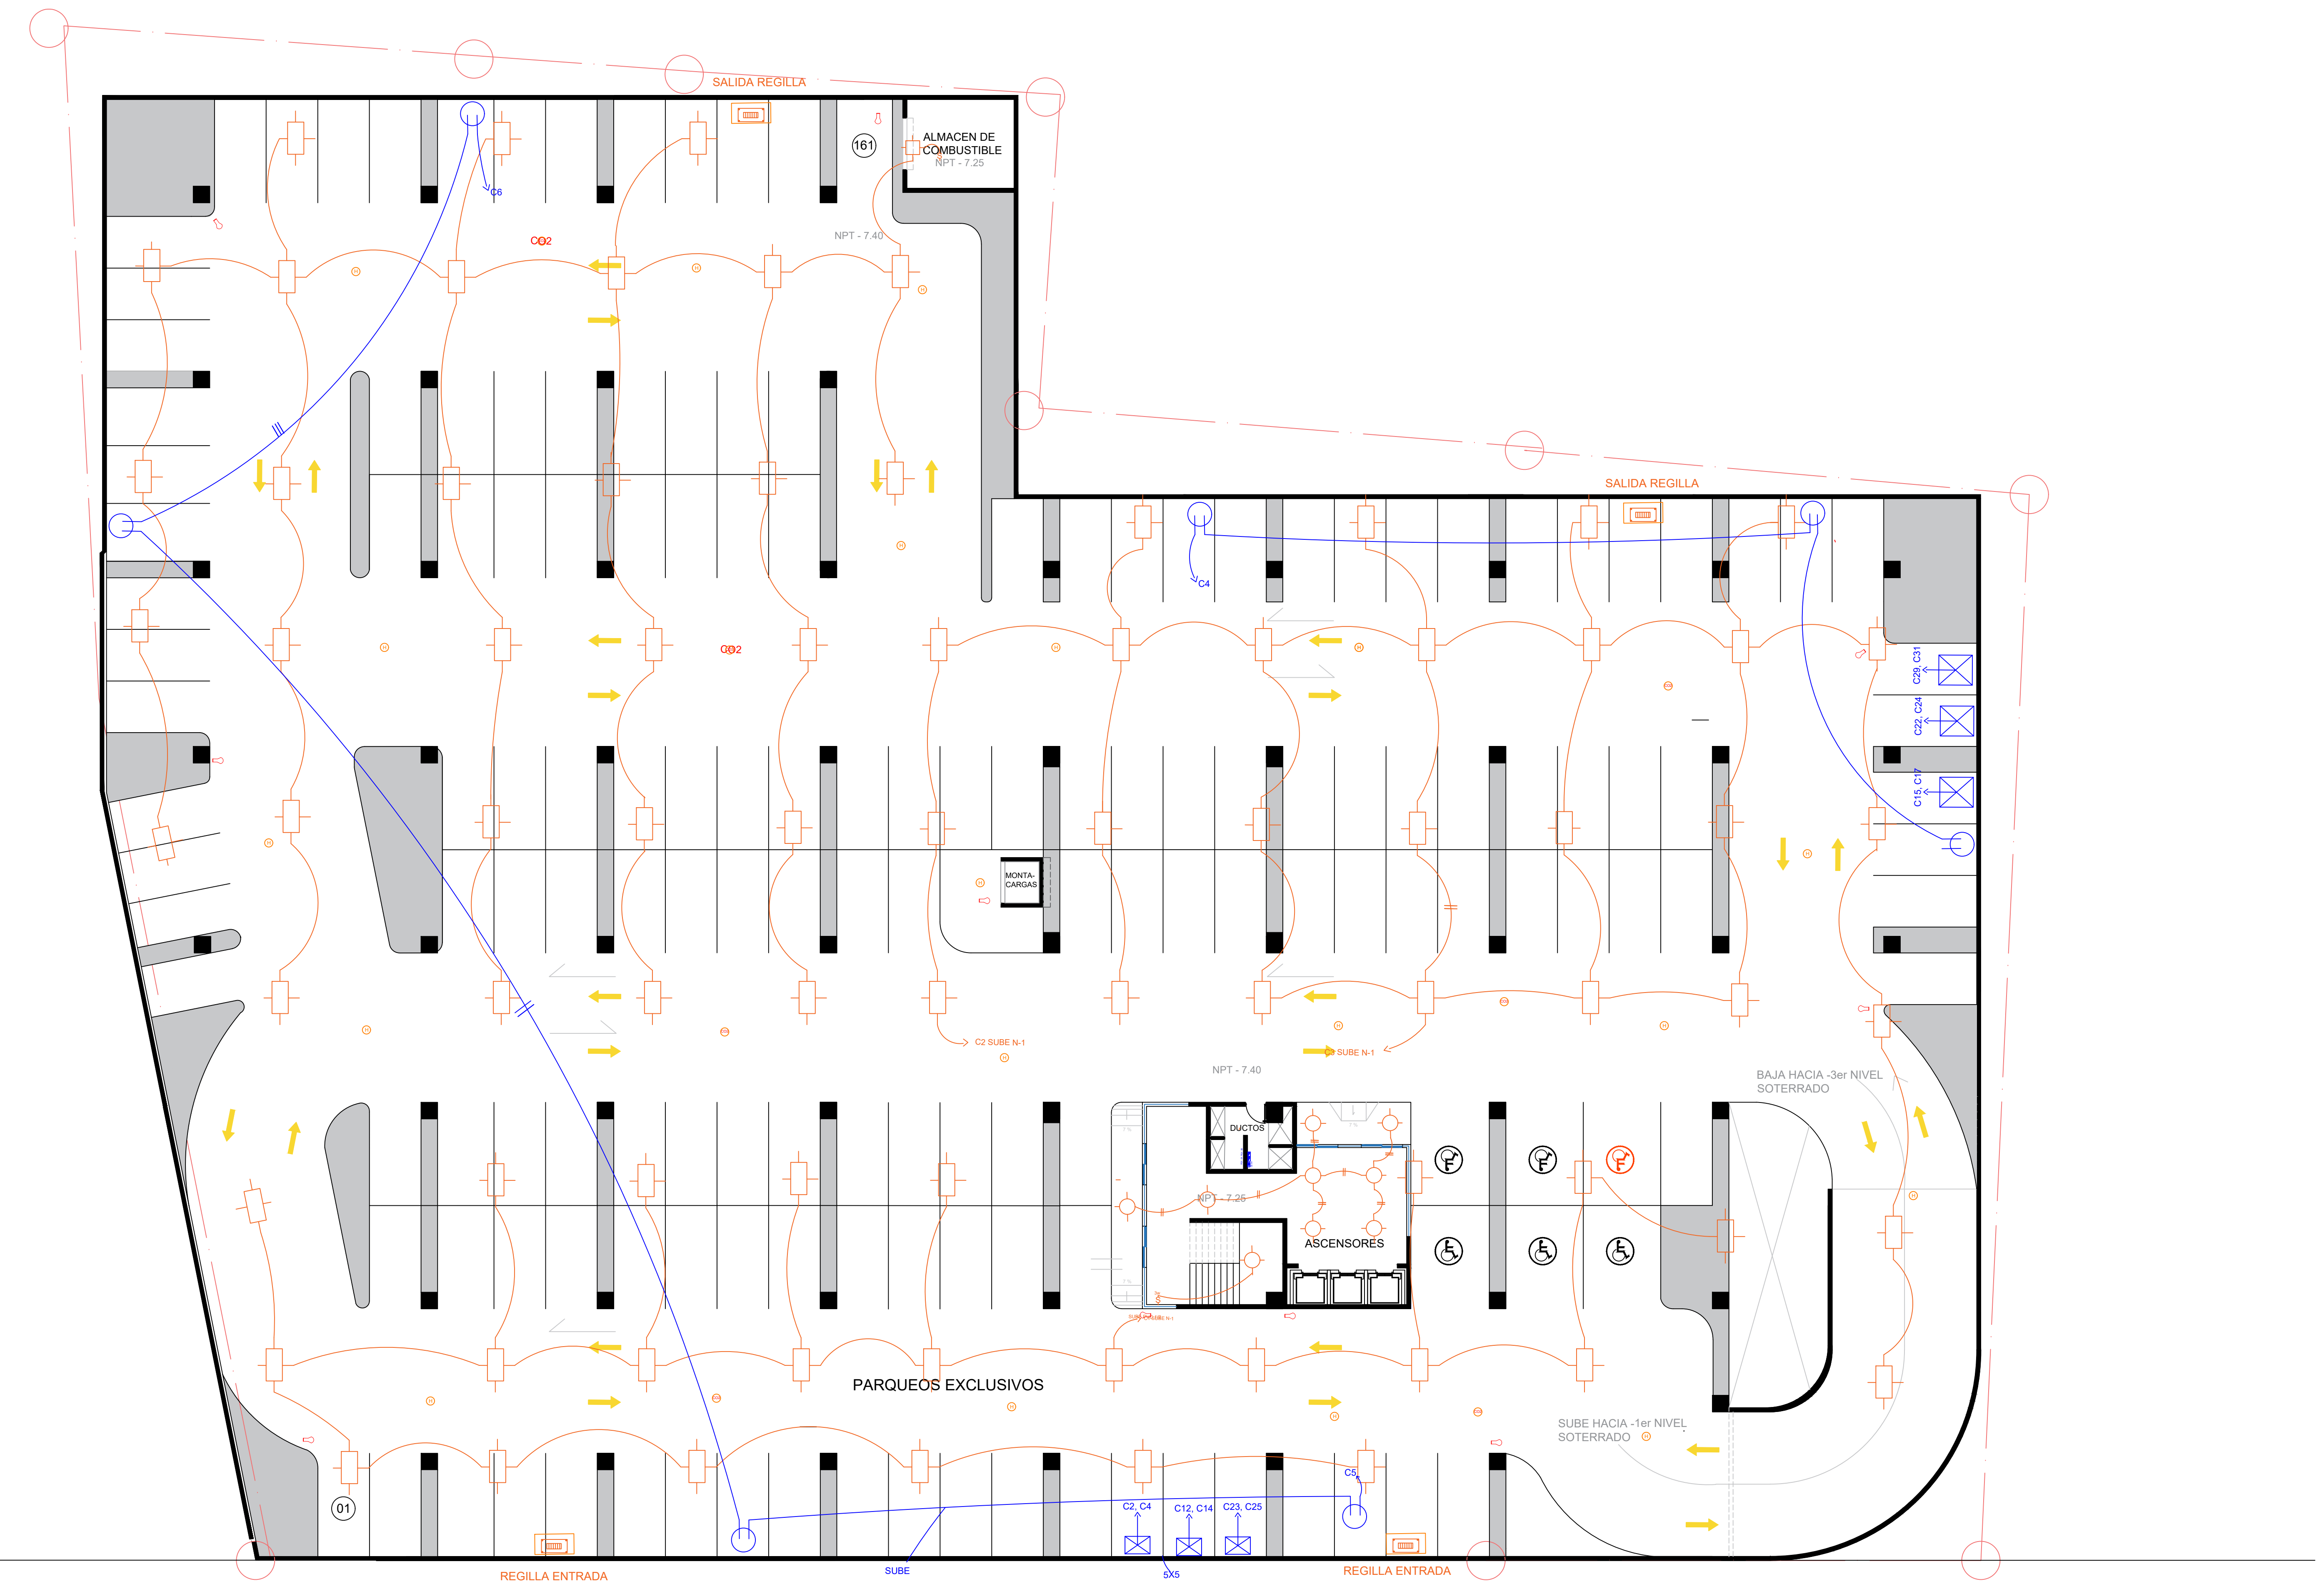 SALIDA REGILLA
161
ALMACEN DE
COMBUSTIBLE
NPT - 7.25
C6
NPT - 7.40
SALIDA REGILLA
C4
C29, C31
C22, C24
C15, C17
MONTA-
CARGAS
C2 SUBE N-1
C3 SUBE N-1
NPT - 7.40
BAJA HACIA -3er NIVEL
SOTERRADO
DUCTOS
NPT - 7.25
ASCENSORES
PARQUEOS EXCLUSIVOS
SUBE HACIA -1er NIVEL
SOTERRADO
01
C5
C2, C4
C12, C14
C23, C25
SUBE
5X5
REGILLA ENTRADA
REGILLA ENTRADA